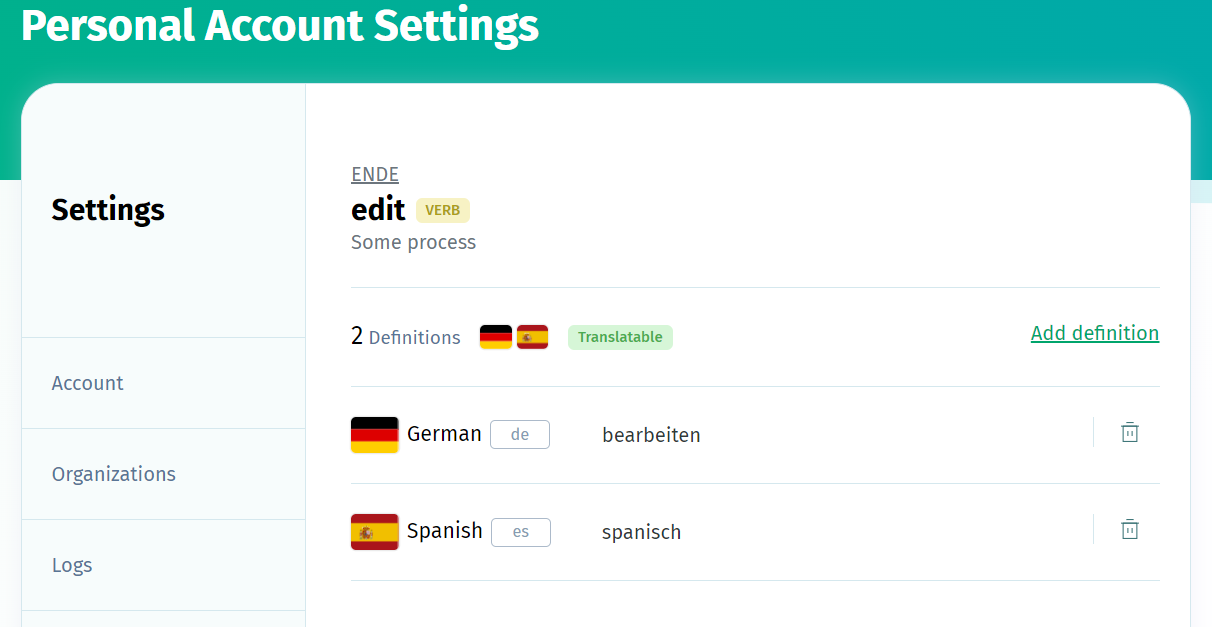 Personal Account Settings
Settings
Account
Organizations
Logs
ENDE
edit VERB
Some process
2 Definitions Translatable Add definition
German de bearbeiten
Spanish es spanisch